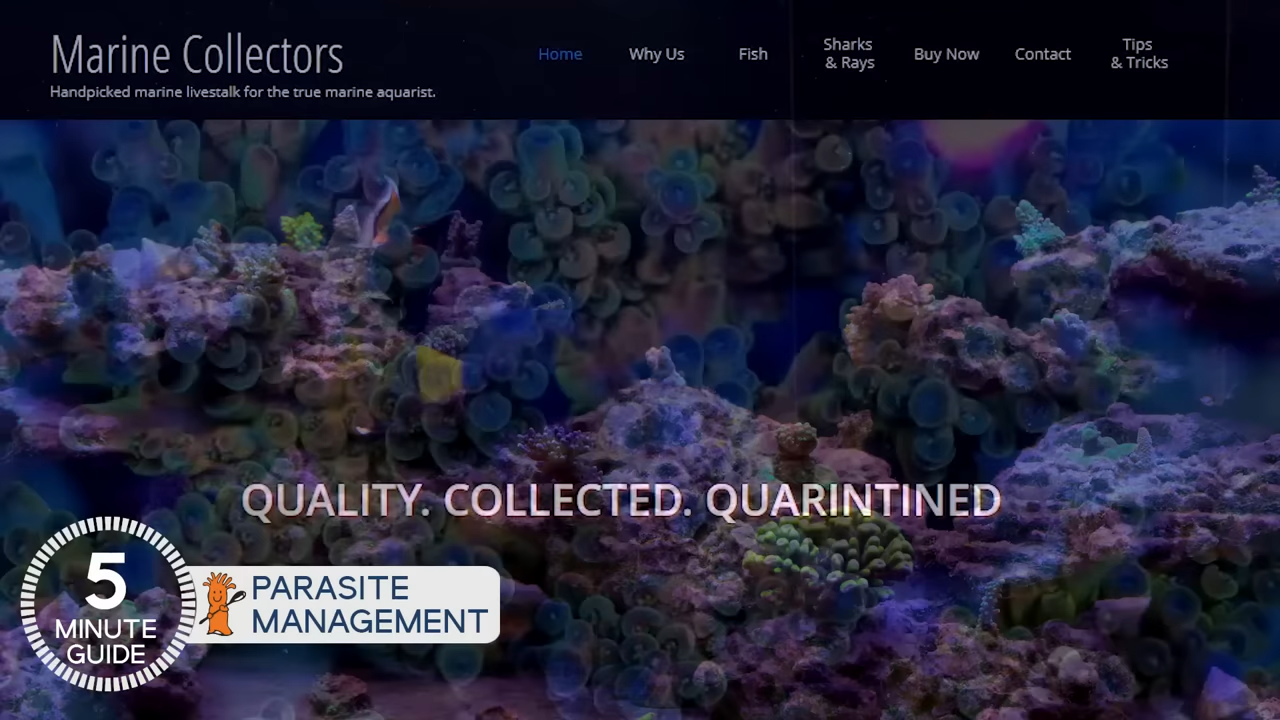 Marine Collectors
Handpicked marine livestalk for the true marine aquarist.
Home
Why Us
Fish
Sharks
& Rays
Buy Now
Contact
Tips
& Tricks
QUALITY. COLLECTED. QUARINTINED
5
MINUTE
GUIDE
PARASITE
MANAGEMENT